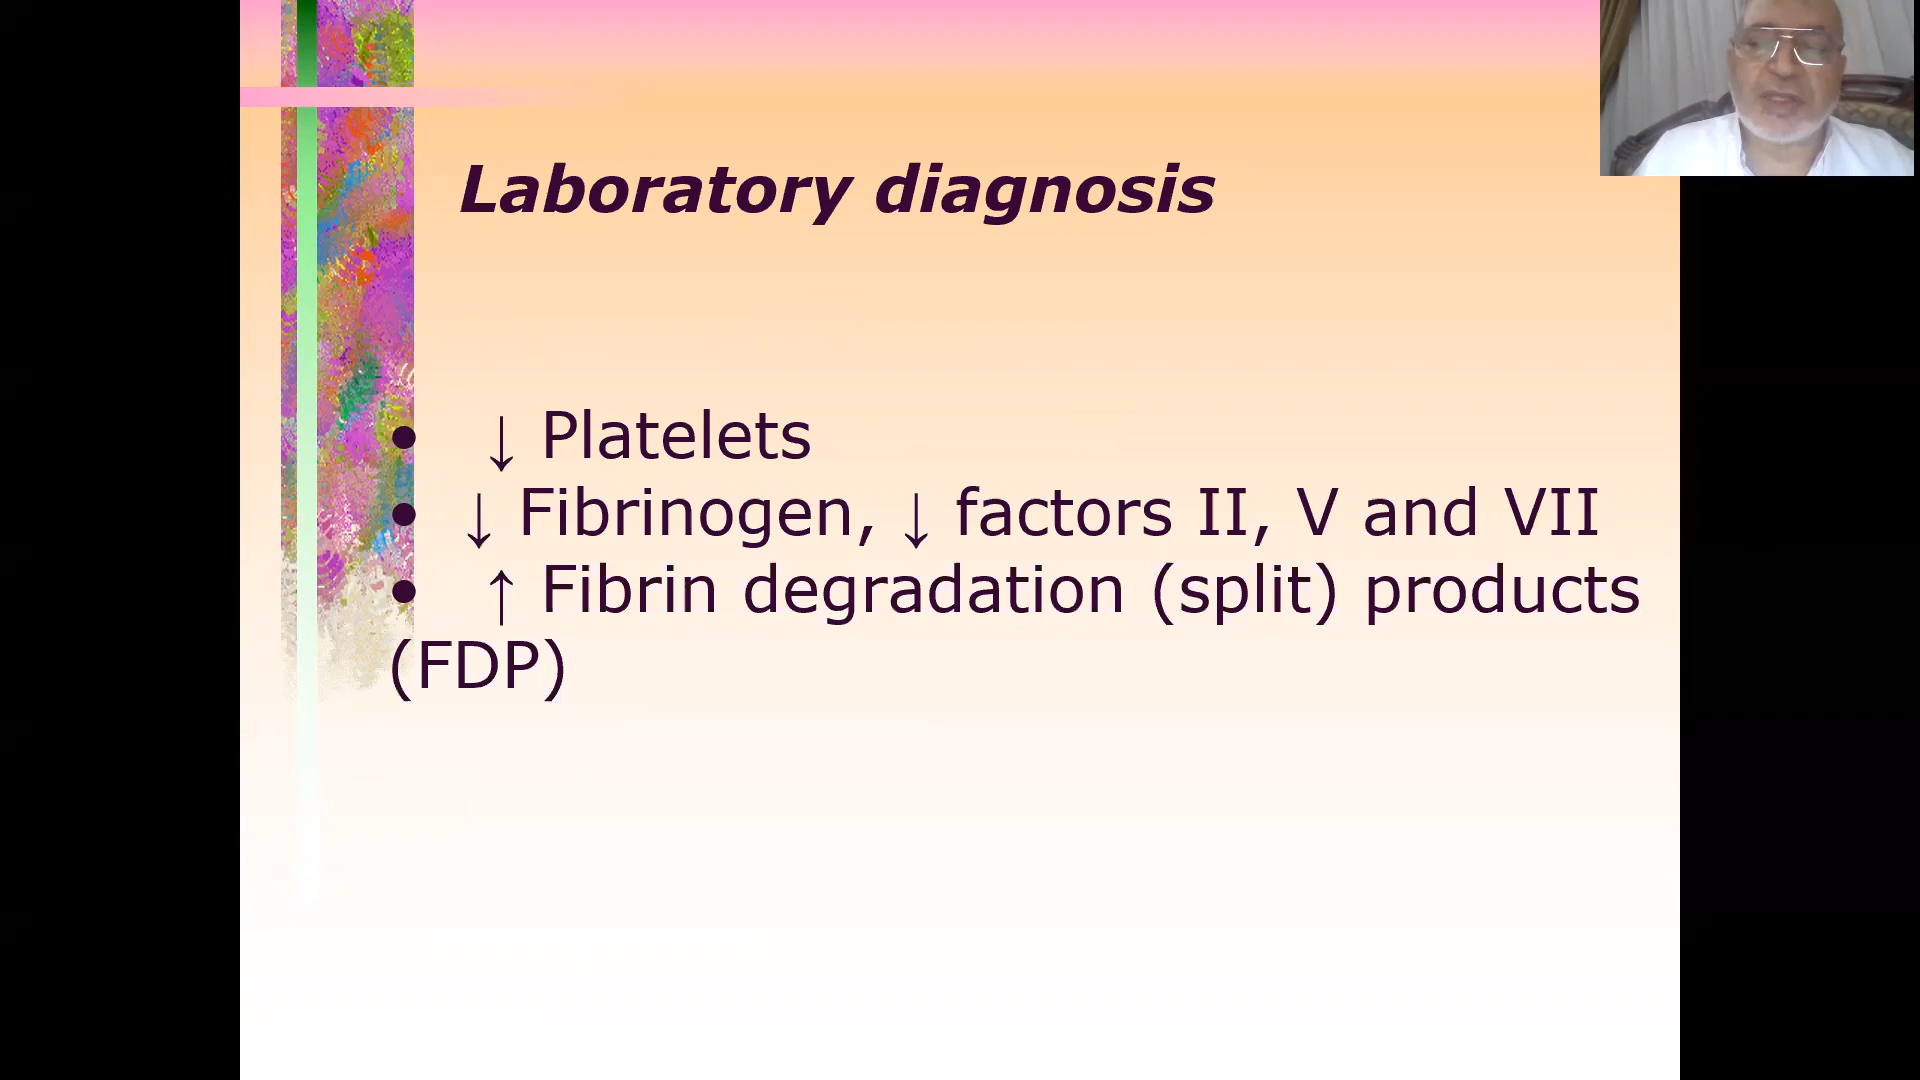 Laboratory diagnosis
• ↓ Platelets
• ↓ Fibrinogen, ↓ factors II, V and VII
• ↑ Fibrin degradation (split) products
(FDP)